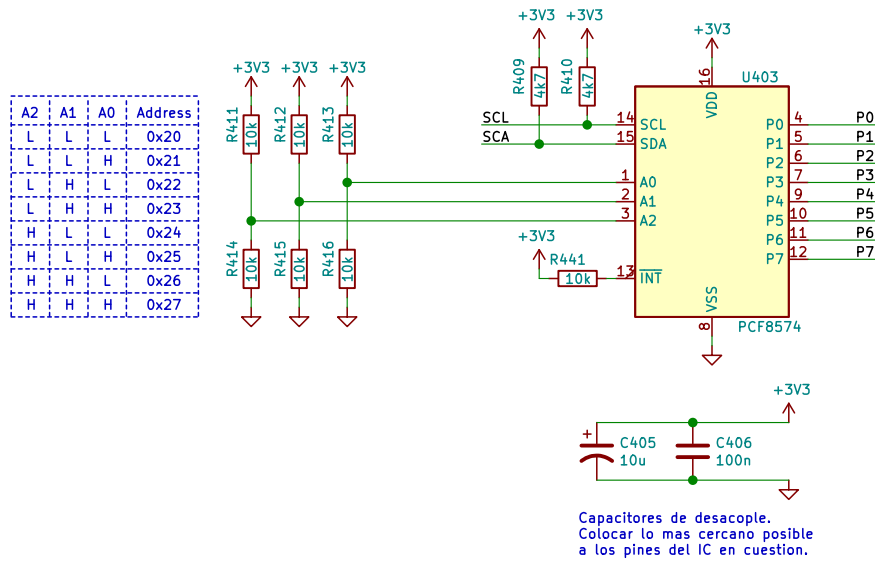 A2 A1 A0 Address
L L L 0x20
L L H 0x21
L H L 0x22
L H H 0x23
H L L 0x24
H L H 0x25
H H L 0x26
H H H 0x27
+3V3 +3V3 +3V3
R411 10k
R412 10k
R413 10k
R414 10k
R415 10k
R416 10k
+3V3 +3V3
R409 4k7
R410 4k7
SCL
SCA
+3V3
R441
10k
+3V3
U403
16
VDD
14 SCL
15 SDA
1 A0
2 A1
3 A2
13 INT
P0 4 P0
P1 5 P1
P2 6 P2
P3 7 P3
P4 9 P4
P5 10 P5
P6 11 P6
P7 12 P7
VSS
8
PCF8574
+3V3
+
C405
10u
C406
100n
Capacitores de desacople.
Colocar lo mas cercano posible
a los pines del IC en cuestion.